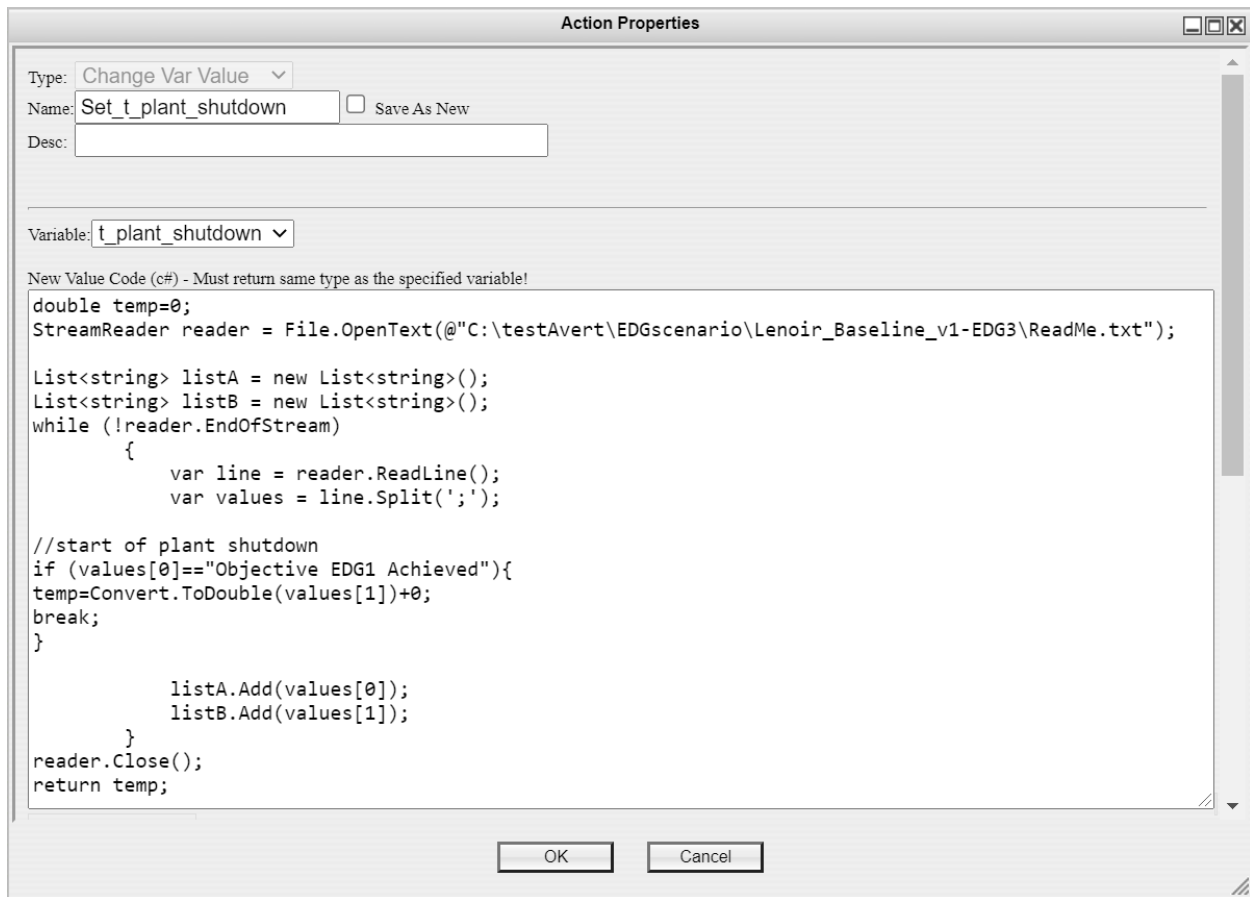 Action Properties
Type: Change Var Value
Name: Set_t_plant_shutdown Save As New
Desc:
Variable: t_plant_shutdown
New Value Code (c#) - Must return same type as the specified variable!
double temp=0;
StreamReader reader = File.OpenText(@"C:\testAvert\EDGscenario\Lenoir_Baseline_v1-EDG3\ReadMe.txt");
List<string> listA = new List<string>();
List<string> listB = new List<string>();
while (!reader.EndOfStream)
{
var line = reader.ReadLine();
var values = line.Split(';');
//start of plant shutdown
if (values[0]=="Objective EDG1 Achieved"){
temp=Convert.ToDouble(values[1])+0;
break;
}
listA.Add(values[0]);
listB.Add(values[1]);
}
reader.Close();
return temp;
OK Cancel